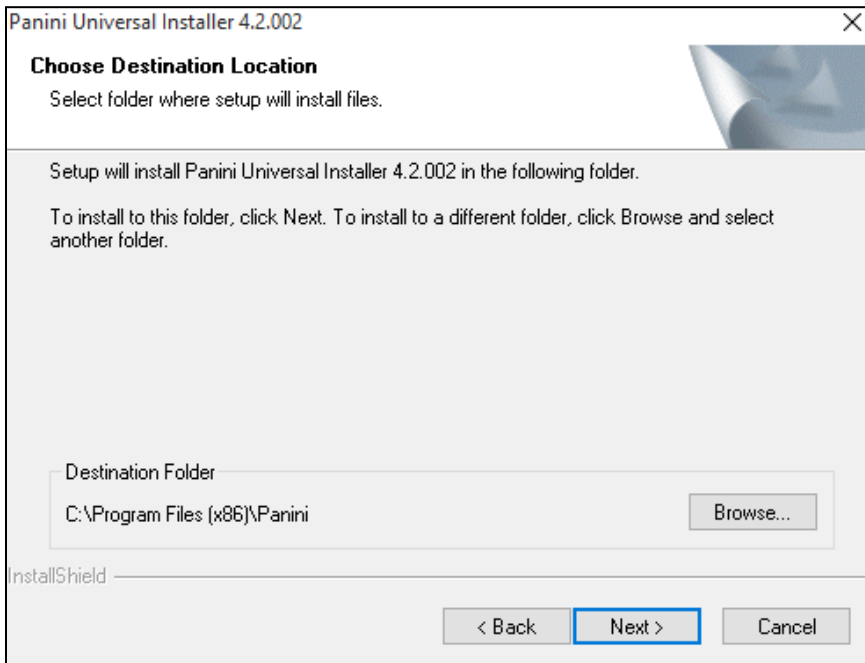 Panini Universal Installer 4.2.002
Choose Destination Location
Select folder where setup will install files.
Setup will install Panini Universal Installer 4.2.002 in the following folder.
To install to this folder, click Next. To install to a different folder, click Browse and select
another folder.
Destination Folder
C:\Program Files (x86)\Panini
Browse...
InstallShield
< Back
Next >
Cancel